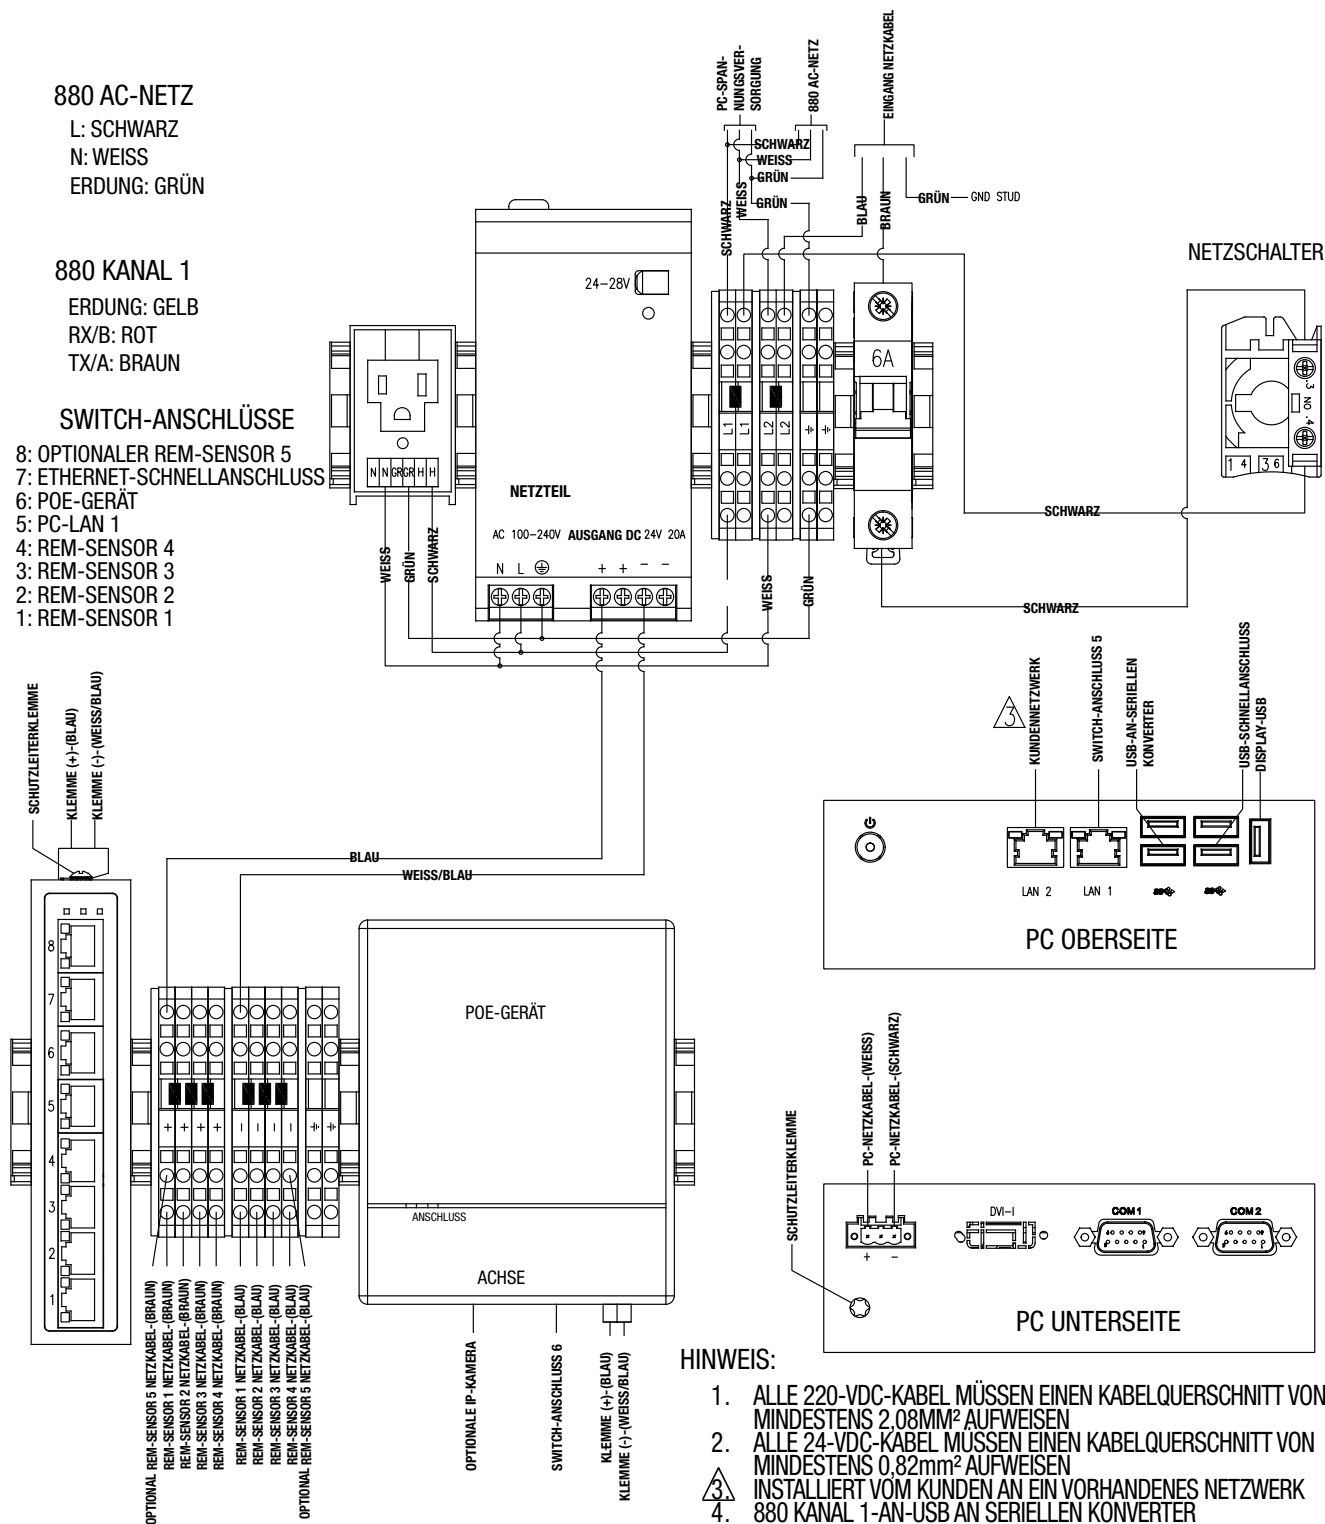 880 AC-NETZ
L: SCHWARZ
N: WEISS
ERDUNG: GRÜN
880 KANAL 1
ERDUNG: GELB
RX/B: ROT
TX/A: BRAUN
SWITCH-ANSCHLÜSSE
8: OPTIONALER REM-SENSOR 5
7: ETHERNET-SCHNELLANSCHLUSS
6: POE-GERÄT
5: PC-LAN 1
4: REM-SENSOR 4
3: REM-SENSOR 3
2: REM-SENSOR 2
1: REM-SENSOR 1
PC-SPAN-
NUNGSVER-
SORGUNG
880 AC-NETZ
EINGANG NETZKABEL
SCHWARZ
WEISS
GRÜN
SCHWARZ
WEISS
GRÜN
BLAU
BRAUN
GRÜN
GND STUD
NETZSCHALTER
24-28V
NETZTEIL
AC 100-240V
AUSGANG DC 24V 20A
N L
+ + - -
N N GR GR H H
WEISS
GRÜN
SCHWARZ
L1 L1 L2 L2
WEISS
GRÜN
6A
.3 NO .4
1 4 3 6
SCHWARZ
SCHWARZ
SCHUTZLEITERKLEMME
KLEMME (+)-(BLAU)
KLEMME (-)-(WEISS/BLAU)
BLAU
WEISS/BLAU
8
7
6
5
4
3
2
1
+ + + + - - - -
OPTIONAL REM-SENSOR 5 NETZKABEL-(BRAUN)
REM-SENSOR 1 NETZKABEL-(BRAUN)
REM-SENSOR 2 NETZKABEL-(BRAUN)
REM-SENSOR 3 NETZKABEL-(BRAUN)
REM-SENSOR 4 NETZKABEL-(BRAUN)
REM-SENSOR 1 NETZKABEL-(BLAU)
REM-SENSOR 2 NETZKABEL-(BLAU)
REM-SENSOR 3 NETZKABEL-(BLAU)
REM-SENSOR 4 NETZKABEL-(BLAU)
OPTIONAL REM-SENSOR 5 NETZKABEL-(BLAU)
POE-GERÄT
ANSCHLUSS
ACHSE
OPTIONALE IP-KAMERA
SWITCH-ANSCHLUSS 6
KLEMME (+)-(BLAU)
KLEMME (-)-(WEISS/BLAU)
3
KUNDENNETZWERK
SWITCH-ANSCHLUSS 5
USB-AN-SERIELLEN
KONVERTER
USB-SCHNELLANSCHLUSS
DISPLAY-USB
LAN 2
LAN 1
PC OBERSEITE
SCHUTZLEITERKLEMME
PC-NETZKABEL-(WEISS)
PC-NETZKABEL-(SCHWARZ)
+ -
DVI-I
COM 1
COM 2
PC UNTERSEITE
HINWEIS:
1. ALLE 220-VDC-KABEL MÜSSEN EINEN KABELQUERSCHNITT VON
MINDESTENS 2,08MM² AUFWEISEN
2. ALLE 24-VDC-KABEL MÜSSEN EINEN KABELQUERSCHNITT VON
MINDESTENS 0,82mm² AUFWEISEN
3. INSTALLIERT VOM KUNDEN AN EIN VORHANDENES NETZWERK
4. 880 KANAL 1-AN-USB AN SERIELLEN KONVERTER